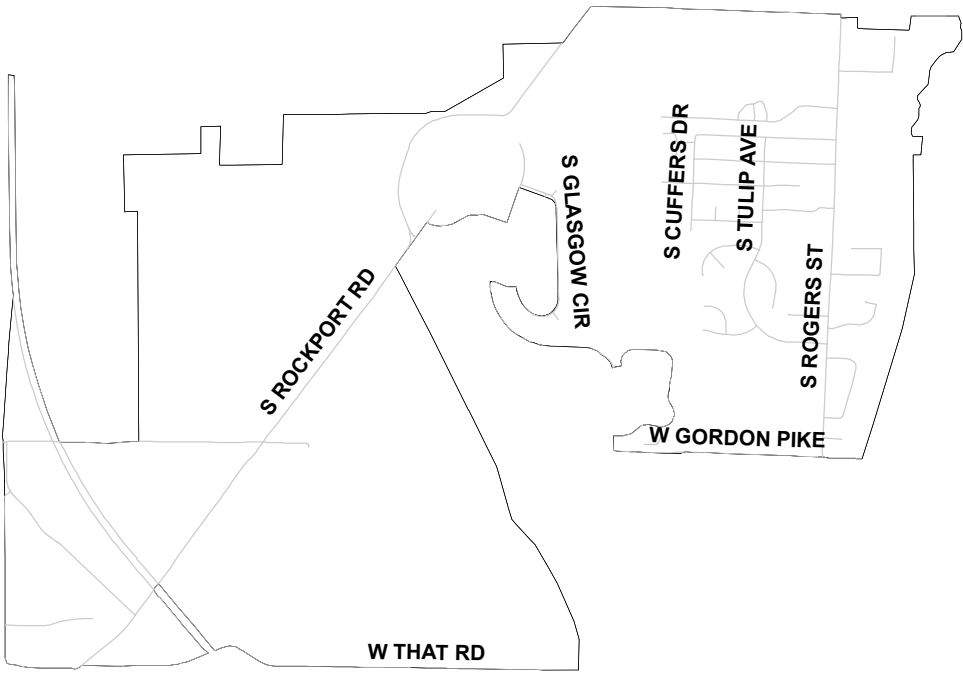 S CUFFERS DR
S TULIP AVE
S GLASGOW CIR
S ROGERS ST
S ROCKPORT RD
W GORDON PIKE
W THAT RD